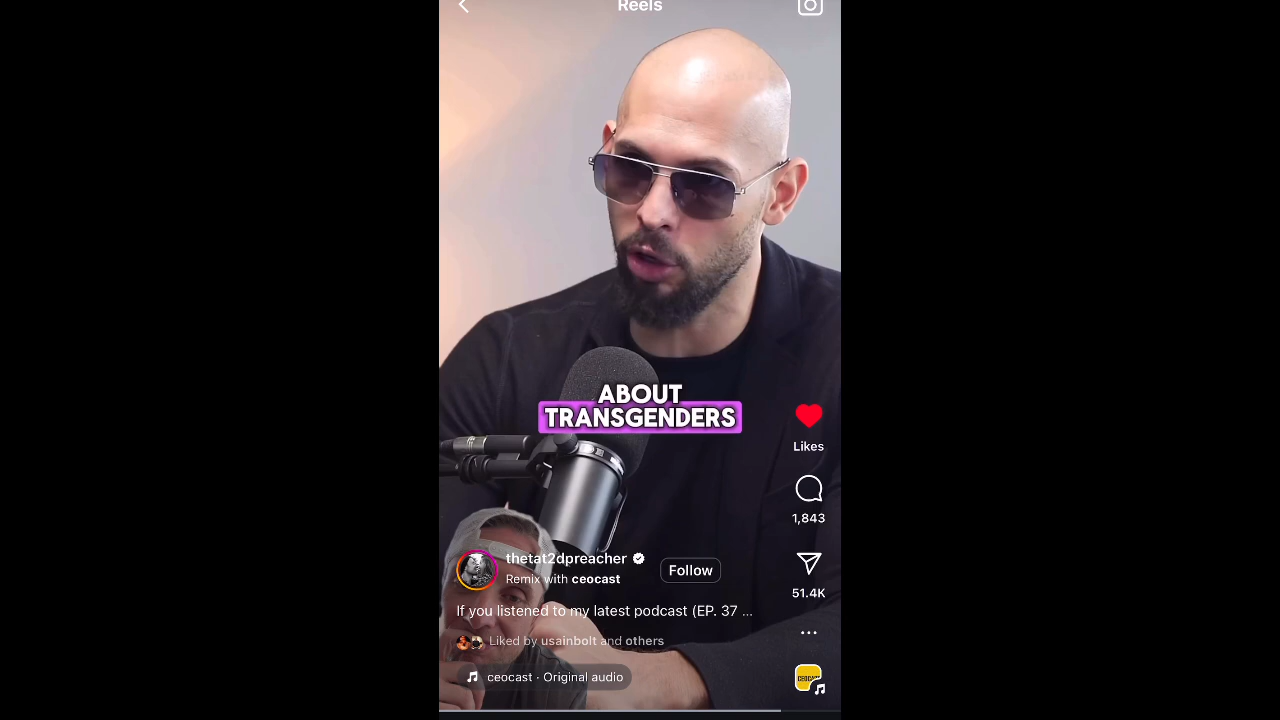 Reels
ABOUT
TRANSGENDERS
Likes
1,843
thetat2dpreacher
Remix with ceocast
Follow
51.4K
If you listened to my latest podcast (EP. 37 ...
Liked by usainbolt and others
ceocast · Original audio
CEOCAST